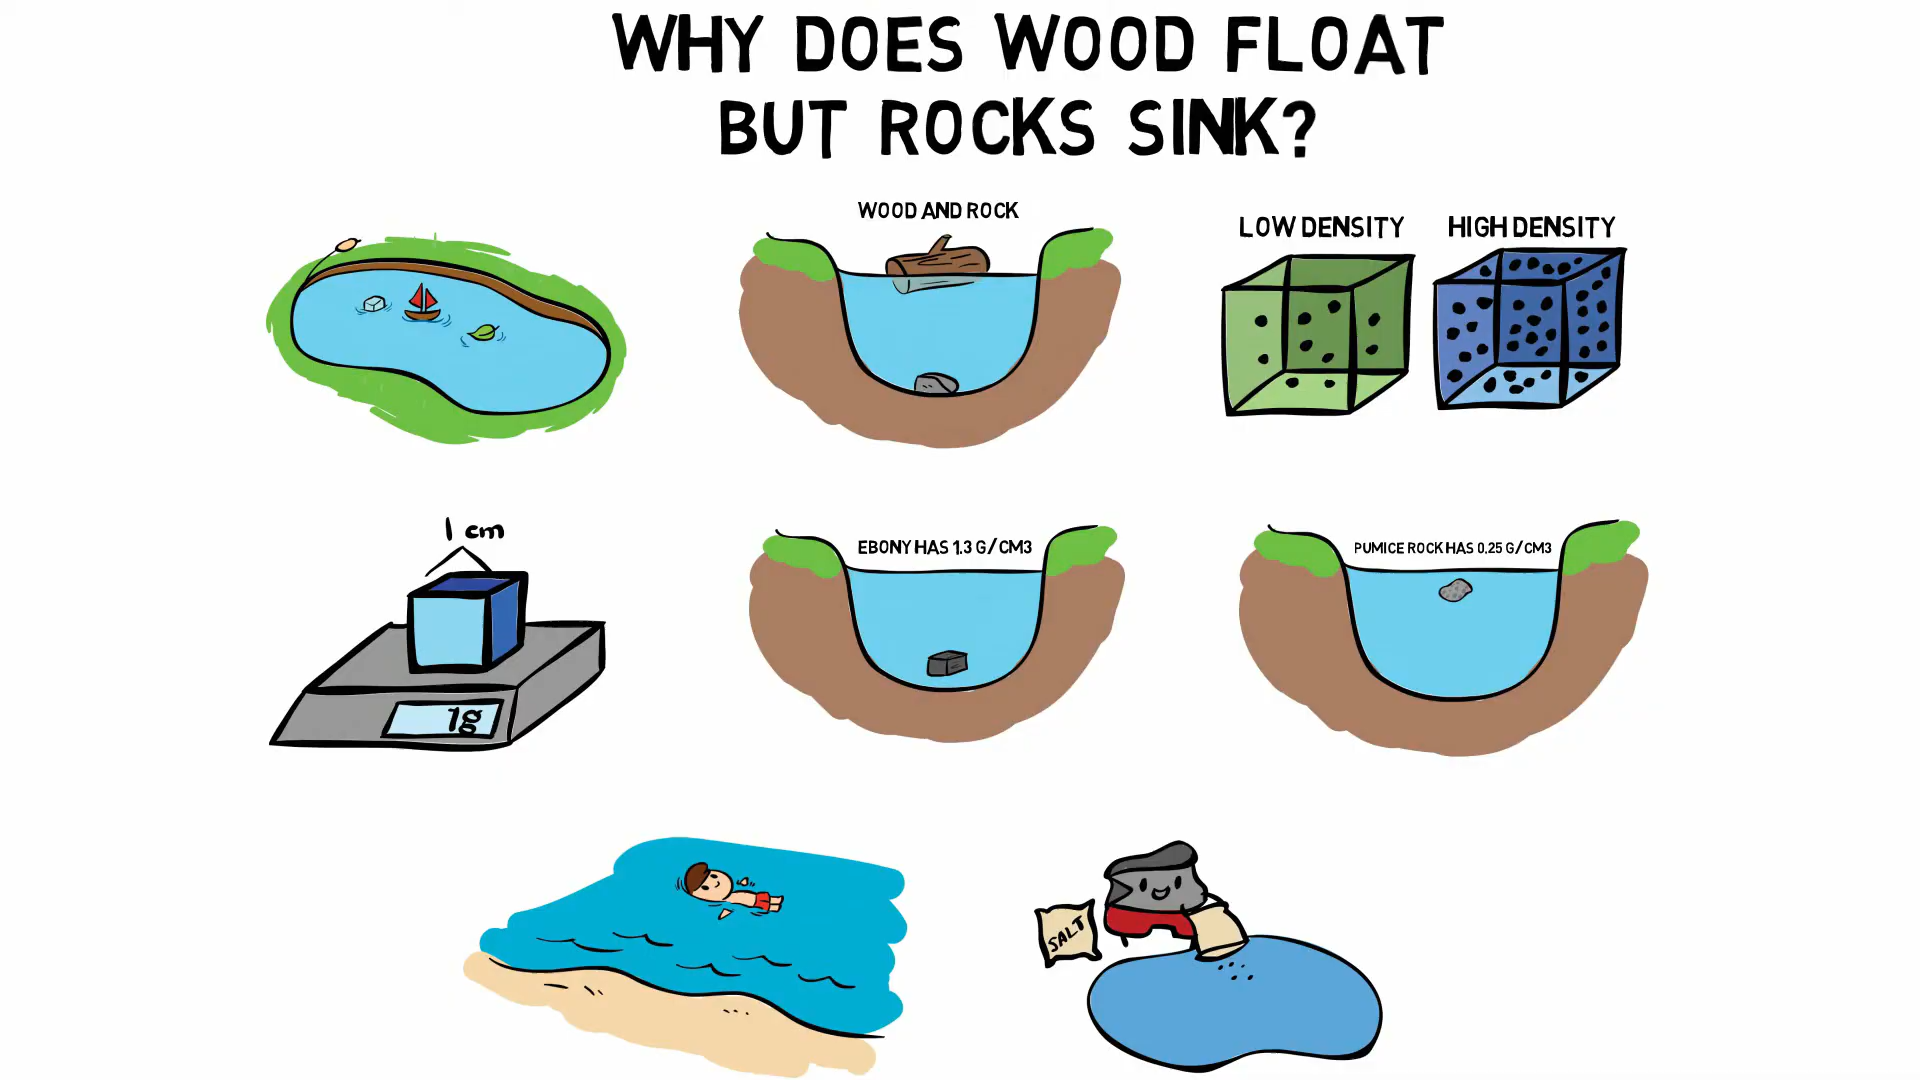 WHY DOES WOOD FLOAT
BUT ROCKS SINK?
WOOD AND ROCK
LOW DENSITY
HIGH DENSITY
1 cm
1g
EBONY HAS 1.3 G/CM3
PUMICE ROCK HAS 0.25 G/CM3
SALT